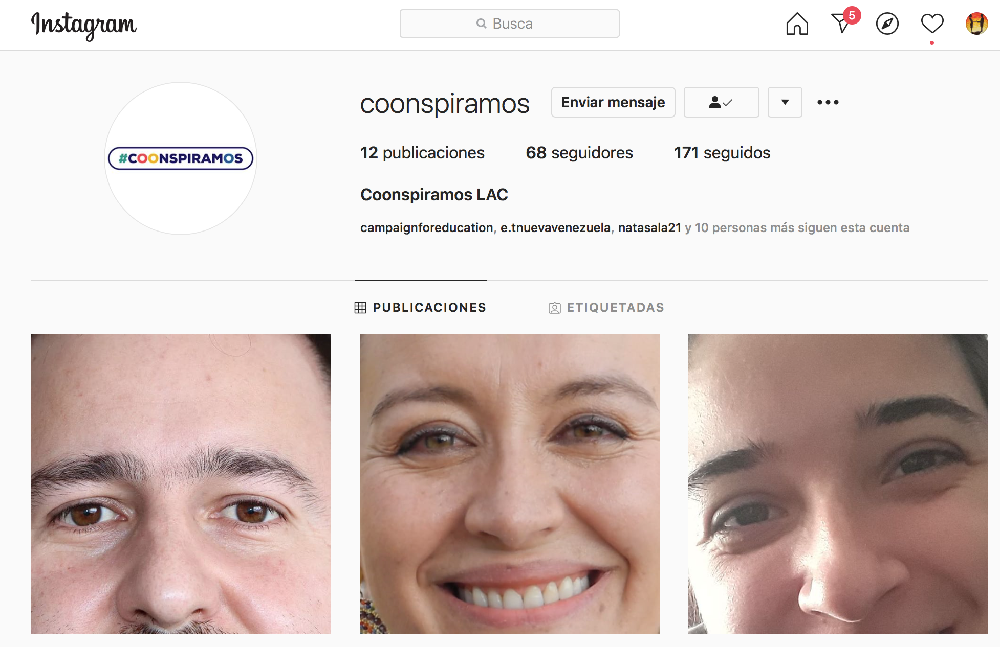 Instagram
Busca
5
#COONSPIRAMOS
coonspiramos
Enviar mensaje
12 publicaciones 68 seguidores 171 seguidos
Coonspiramos LAC
campaignforeducation, e.tnuevavenezuela, natasala21 y 10 personas más siguen esta cuenta
PUBLICACIONES
ETIQUETADAS